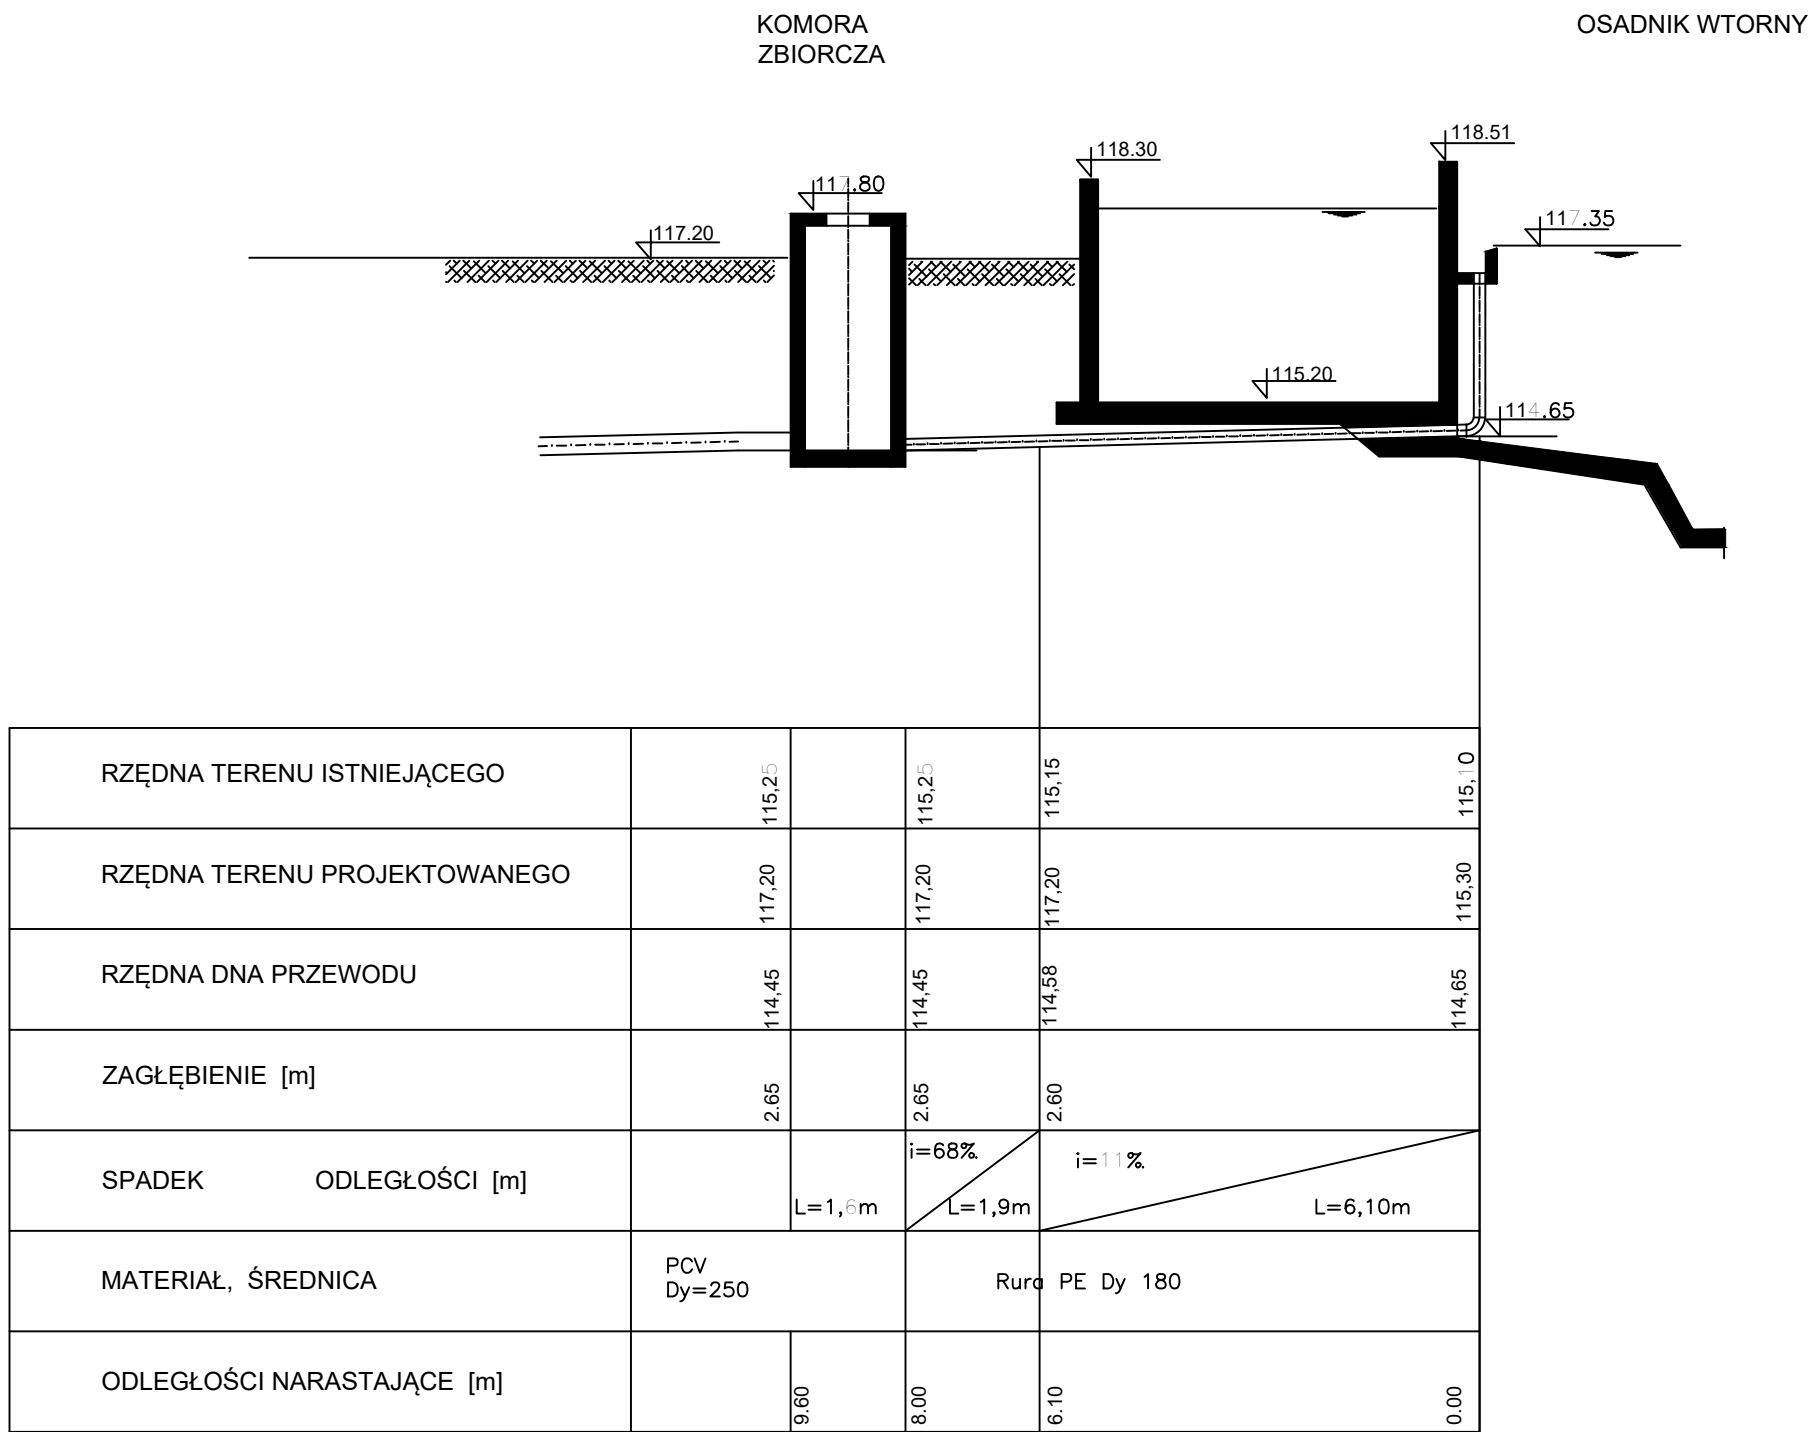 KOMORA
ZBIORCZA
OSADNIK WTORNY
118.51
118.30
117.80
117.35
117.20
115.20
114.65
RZĘDNA TERENU ISTNIEJĄCEGO
115,25
115,25
115,15
115,10
RZĘDNA TERENU PROJEKTOWANEGO
117,20
117,20
117,20
115,30
RZĘDNA DNA PRZEWODU
114,45
114,45
114,58
114,65
ZAGŁĘBIENIE [m]
2.65
2.65
2.60
SPADEK ODLEGŁOŚCI [m]
i=68%.
i=11%.
L=1,6m
L=1,9m
L=6,10m
MATERIAŁ, ŚREDNICA
PCV
Dy=250
Rura PE Dy 180
ODLEGŁOŚCI NARASTAJĄCE [m]
9.60
8.00
6.10
0.00